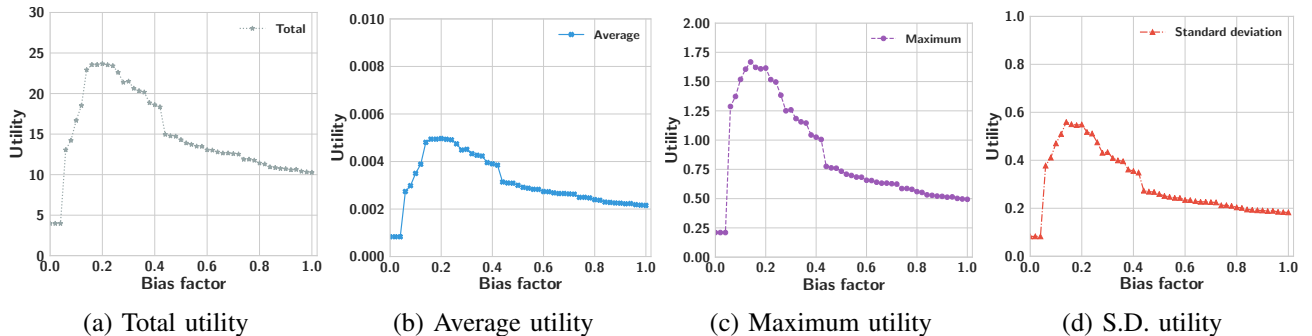 30
25
20
15
10
5
0
Utility
Total
0.0 0.2 0.4 0.6 0.8 1.0
Bias factor
(a) Total utility
0.010
0.008
0.006
0.004
0.002
0.000
Utility
Average
0.0 0.2 0.4 0.6 0.8 1.0
Bias factor
(b) Average utility
2.00
1.75
1.50
1.25
1.00
0.75
0.50
0.25
0.00
Utility
Maximum
0.0 0.2 0.4 0.6 0.8 1.0
Bias factor
(c) Maximum utility
1.0
0.8
0.6
0.4
0.2
0.0
Utility
Standard deviation
0.0 0.2 0.4 0.6 0.8 1.0
Bias factor
(d) S.D. utility